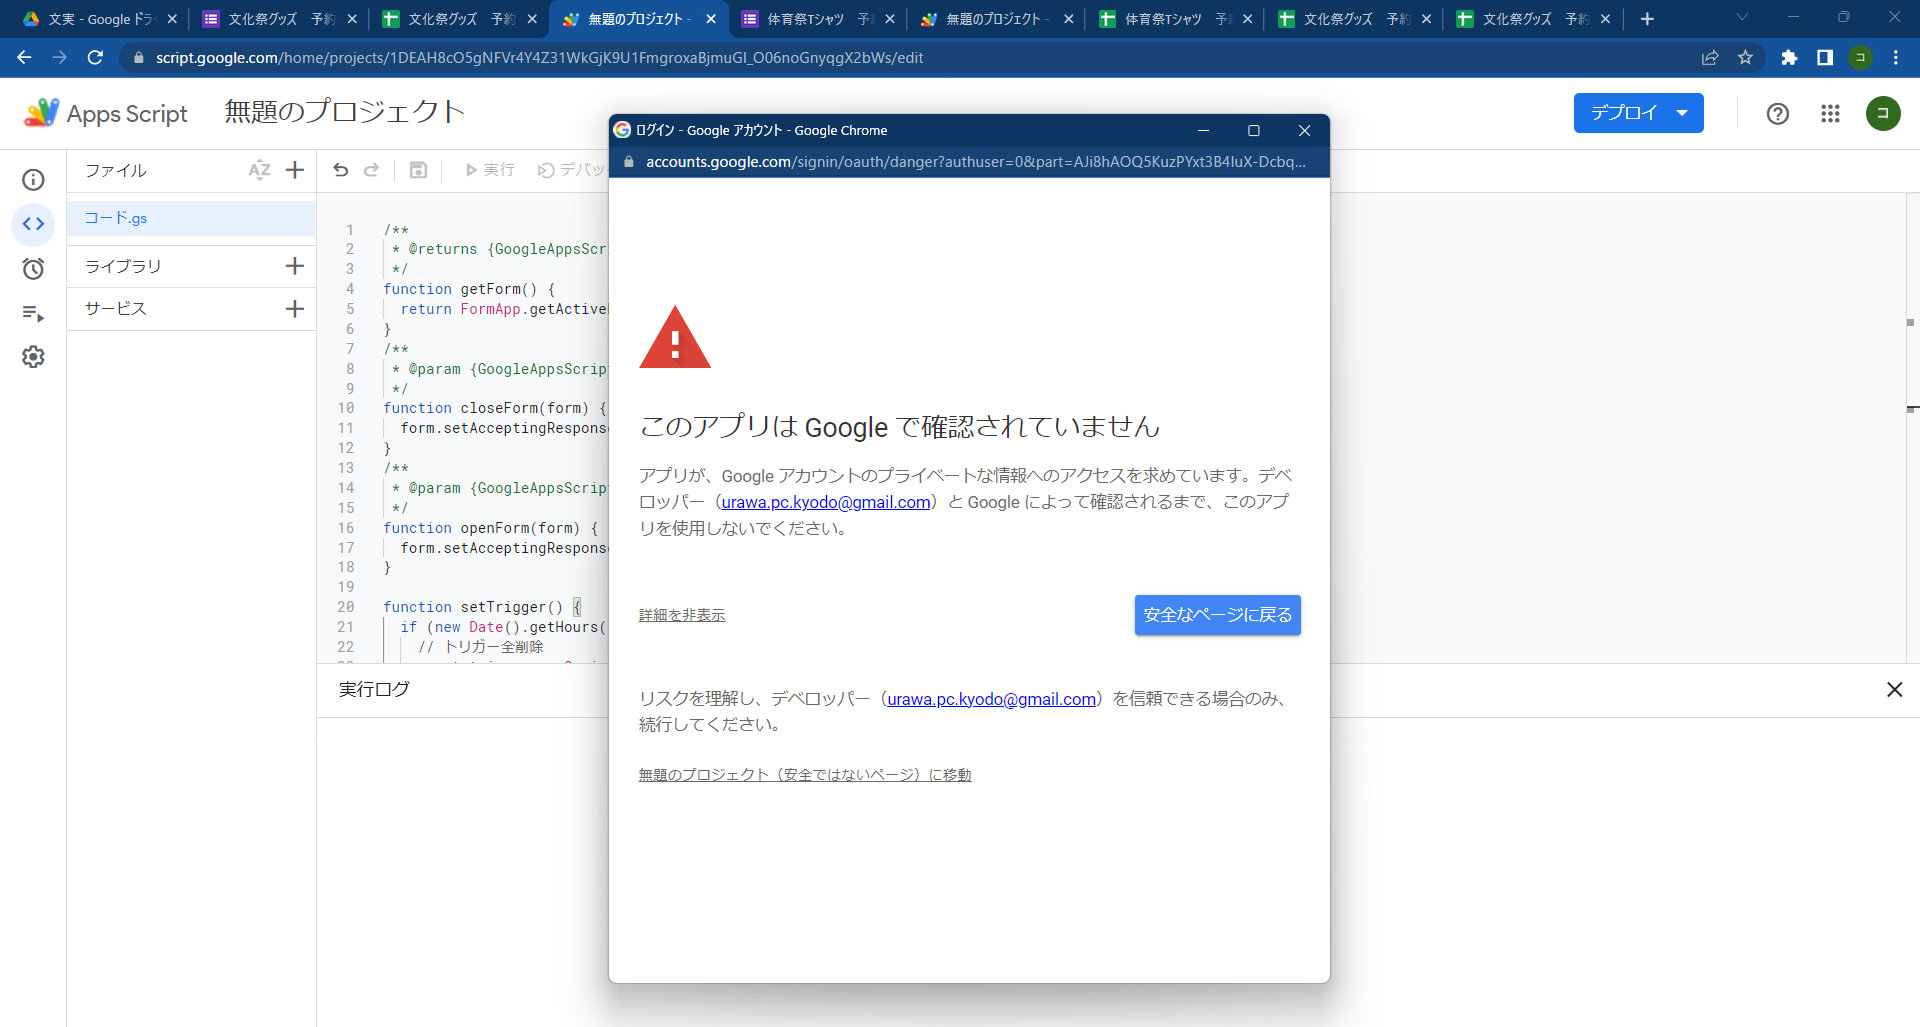 文実 - Google ドラ
文化祭グッズ 予約
文化祭グッズ 予約
無題のプロジェクト -
体育祭Tシャツ 予
無題のプロジェクト -
体育祭Tシャツ 予
文化祭グッズ 予約
文化祭グッズ 予約
script.google.com/home/projects/1DEAH8cO5gNFVr4Y4Z31WkGjK9U1FmgroxaBjmuGI_O06noGnyqgX2bWs/edit
コ
Apps Script
無題のプロジェクト
デプロイ
コ
ファイル
AZ
コード.gs
ライブラリ
サービス
実行
デバッ
1 /**
2 * @returns {GoogleAppsScr
3 */
4 function getForm() {
5 return FormApp.getActive
6 }
7 /**
8 * @param {GoogleAppsScrip
9 */
10 function closeForm(form) {
11 form.setAcceptingRespons
12 }
13 /**
14 * @param {GoogleAppsScrip
15 */
16 function openForm(form) {
17 form.setAcceptingRespons
18 }
19
20 function setTrigger() {
21 if (new Date().getHours(
22 // トリガー全削除
実行ログ
ログイン - Google アカウント - Google Chrome
accounts.google.com/signin/oauth/danger?authuser=0&part=AJi8hAOQ5KuzPYxt3B4luX-Dcbq...
このアプリは Google で確認されていません
アプリが、Google アカウントのプライベートな情報へのアクセスを求めています。デベ
ロッパー（urawa.pc.kyodo@gmail.com）と Google によって確認されるまで、このアプ
リを使用しないでください。
詳細を非表示
安全なページに戻る
リスクを理解し、デベロッパー（urawa.pc.kyodo@gmail.com）を信頼できる場合のみ、
続行してください。
無題のプロジェクト（安全ではないページ）に移動